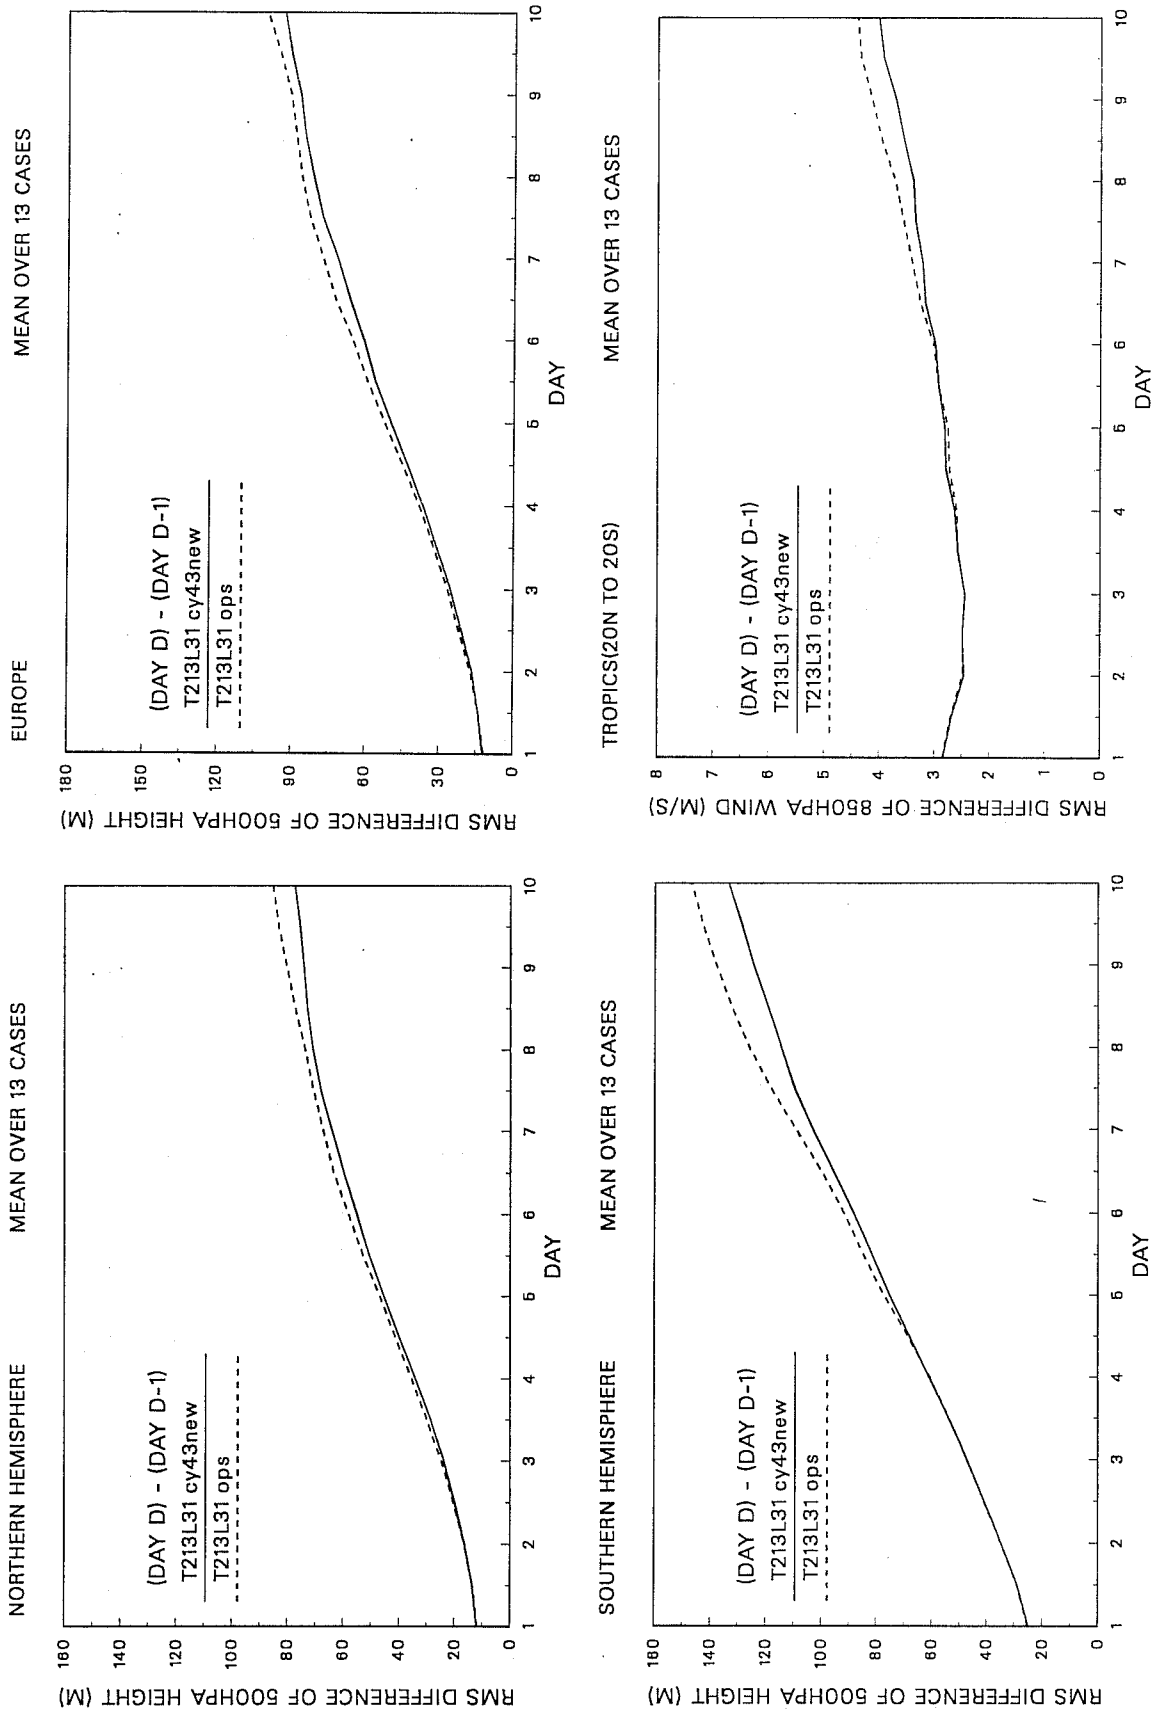 NORTHERN HEMISPHERE MEAN OVER 13 CASES
RMS DIFFERENCE OF 500HPA HEIGHT (M)
160
140
120
100
80
60
40
20
0
(DAY D) - (DAY D-1)
T213L31 cy43new
T213L31 ops
1 2 3 4 5 6 7 8 9 10
DAY
EUROPE MEAN OVER 13 CASES
RMS DIFFERENCE OF 500HPA HEIGHT (M)
180
150
120
90
60
30
0
(DAY D) - (DAY D-1)
T213L31 cy43new
T213L31 ops
1 2 3 4 5 6 7 8 9 10
DAY
SOUTHERN HEMISPHERE MEAN OVER 13 CASES
RMS DIFFERENCE OF 500HPA HEIGHT (M)
160
140
120
100
80
60
40
20
0
(DAY D) - (DAY D-1)
T213L31 cy43new
T213L31 ops
1 2 3 4 5 6 7 8 9 10
DAY
TROPICS(20N TO 20S) MEAN OVER 13 CASES
RMS DIFFERENCE OF 850HPA WIND (M/S)
8
7
6
5
4
3
2
1
0
(DAY D) - (DAY D-1)
T213L31 cy43new
T213L31 ops
1 2 3 4 5 6 7 8 9 10
DAY